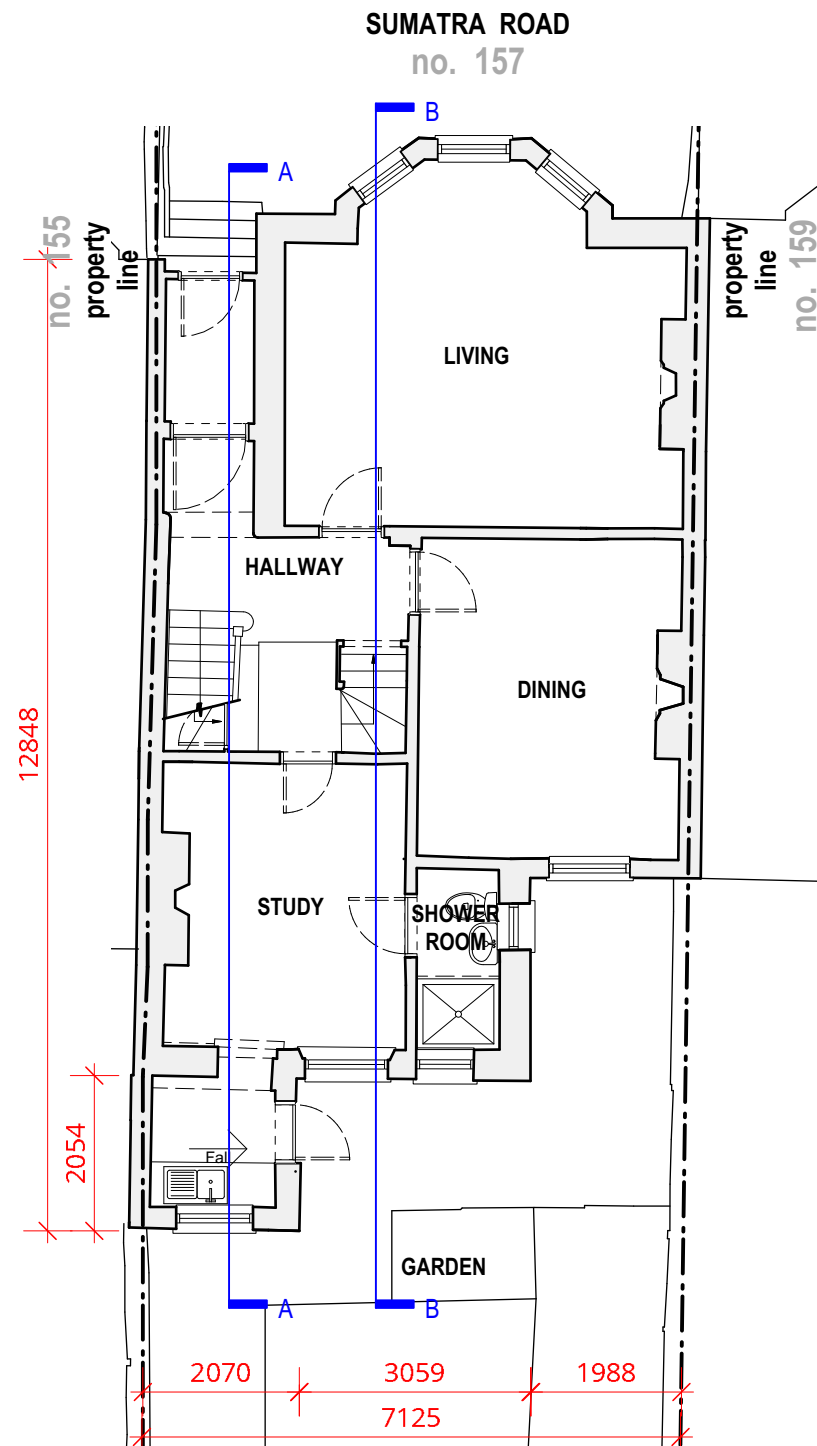 SUMATRA ROAD
no. 157
B
A
no. 155
property
line
property
line
no. 159
LIVING
HALLWAY
DINING
12848
STUDY
SHOWER
ROOM
2054
Fal
GARDEN
A
B
2070
3059
1988
7125